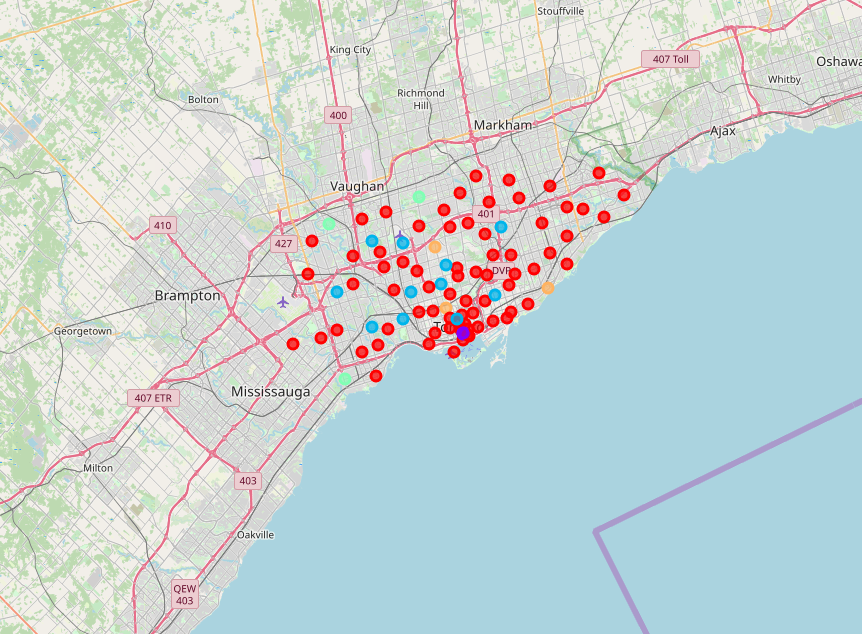 Stouffville
King City
407 Toll
Oshawa
Whitby
Richmond
Hill
Bolton
400
Markham
Ajax
Vaughan
401
410
427
DVP
Brampton
Georgetown
Mississauga
407 ETR
Milton
403
Oakville
QEW
403